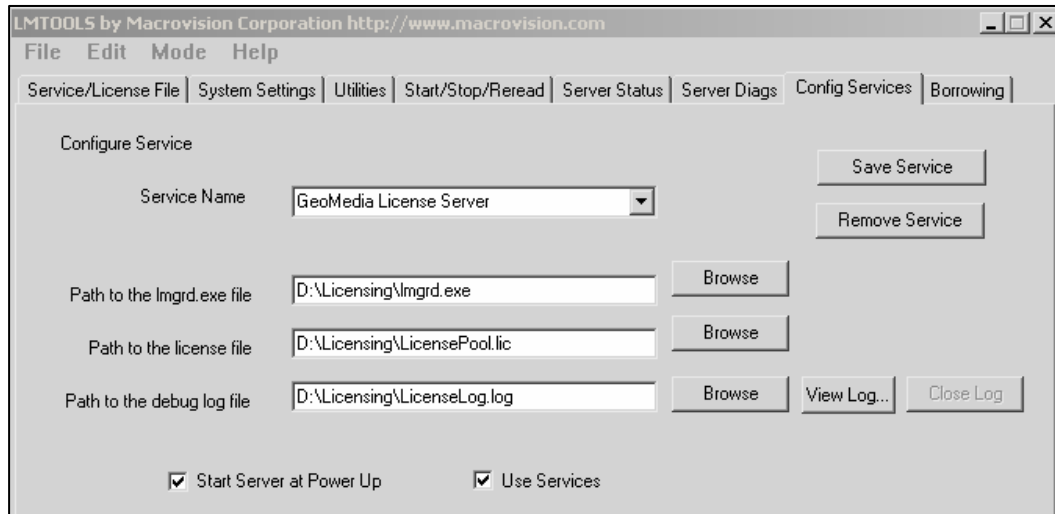 LMTOOLS by Macrovision Corporation http://www.macrovision.com
File Edit Mode Help
Service/License File System Settings Utilities Start/Stop/Reread Server Status Server Diags Config Services Borrowing
Configure Service
Save Service
Service Name GeoMedia License Server
Remove Service
Path to the lmgrd.exe file D:\Licensing\lmgrd.exe Browse
Path to the license file D:\Licensing\LicensePool.lic Browse
Path to the debug log file D:\Licensing\LicenseLog.log Browse View Log... Close Log
Start Server at Power Up Use Services